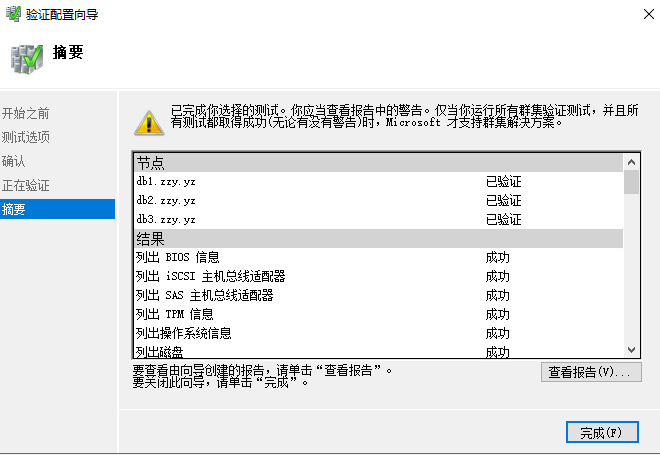 验证配置向导
摘要
开始之前
测试选项
确认
正在验证
摘要
已完成你选择的测试。你应当查看报告中的警告。仅当你运行所有群集验证测试，并且所
有测试都取得成功(无论有没有警告)时，Microsoft 才支持群集解决方案。
节点
db1.zzy.yz 已验证
db2.zzy.yz 已验证
db3.zzy.yz 已验证
结果
列出 BIOS 信息 成功
列出 iSCSI 主机总线适配器 成功
列出 SAS 主机总线适配器 成功
列出 TPM 信息 成功
列出操作系统信息 成功
列出磁盘 成功
要查看由向导创建的报告，请单击“查看报告”。
要关闭此向导，请单击“完成”。
查看报告(V)...
完成(F)